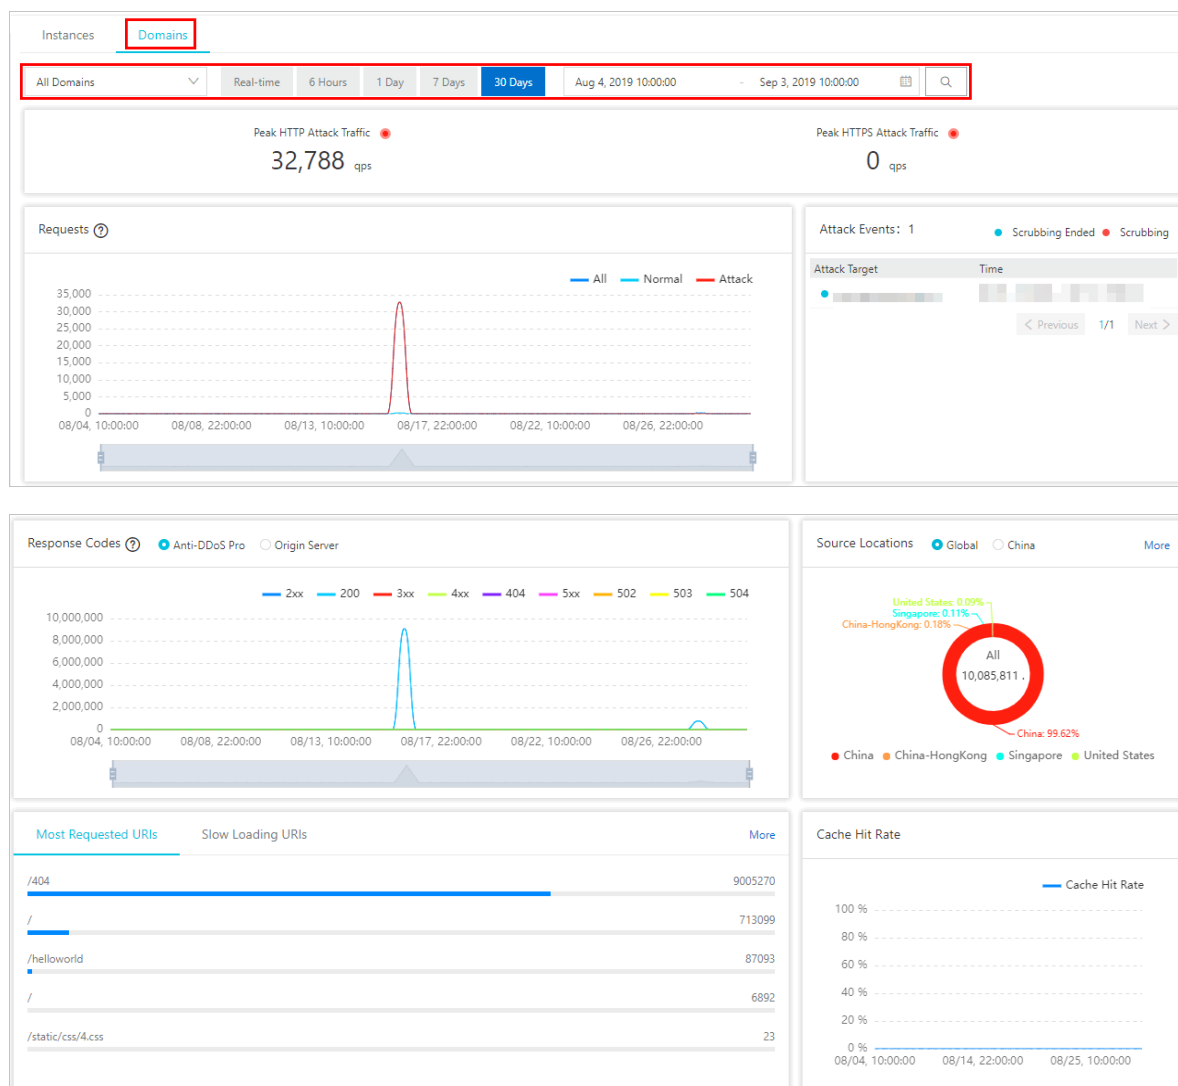 Instances Domains
All Domains Real-time 6 Hours 1 Day 7 Days 30 Days Aug 4, 2019 10:00:00 - Sep 3, 2019 10:00:00
Peak HTTP Attack Traffic
32,788 qps
Peak HTTPS Attack Traffic
0 qps
Requests ?
All Normal Attack
35,000
30,000
25,000
20,000
15,000
10,000
5,000
0
08/04, 10:00:00 08/08, 22:00:00 08/13, 10:00:00 08/17, 22:00:00 08/22, 10:00:00 08/26, 22:00:00
Attack Events: 1 Scrubbing Ended Scrubbing
Attack Target Time
< Previous 1/1 Next >
Response Codes ? Anti-DDoS Pro Origin Server
2xx 200 3xx 4xx 404 5xx 502 503 504
10,000,000
8,000,000
6,000,000
4,000,000
2,000,000
0
08/04, 10:00:00 08/08, 22:00:00 08/13, 10:00:00 08/17, 22:00:00 08/22, 10:00:00 08/26, 22:00:00
Source Locations Global China More
United States: 0.09%
Singapore: 0.11%
China-HongKong: 0.18%
All
10,085,811 .
China: 99.62%
China China-HongKong Singapore United States
Most Requested URIs Slow Loading URIs More
/404 9005270
/ 713099
/helloworld 87093
/ 6892
/static/css/4.css 23
Cache Hit Rate
Cache Hit Rate
100 %
80 %
60 %
40 %
20 %
0 %
08/04, 10:00:00 08/14, 22:00:00 08/25, 10:00:00